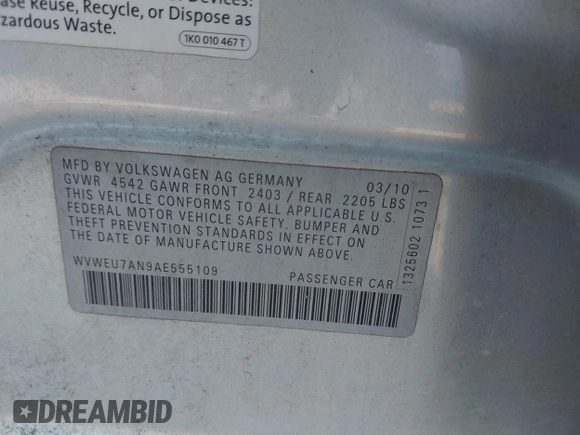 ase Reuse, Recycle, or Dispose as
zardous Waste.
1K0 010 467 T
MFD BY VOLKSWAGEN AG GERMANY 03/10
GVWR 4542 GAWR FRONT 2403 / REAR 2205 LBS
THIS VEHICLE CONFORMS TO ALL APPLICABLE U.S.
FEDERAL MOTOR VEHICLE SAFETY, BUMPER AND
THEFT PREVENTION STANDARDS IN EFFECT ON
THE DATE OF MANUFACTURE SHOWN ABOVE.
WVWEU7AN9AE555109 PASSENGER CAR
1325602 1073 1
DREAMBID